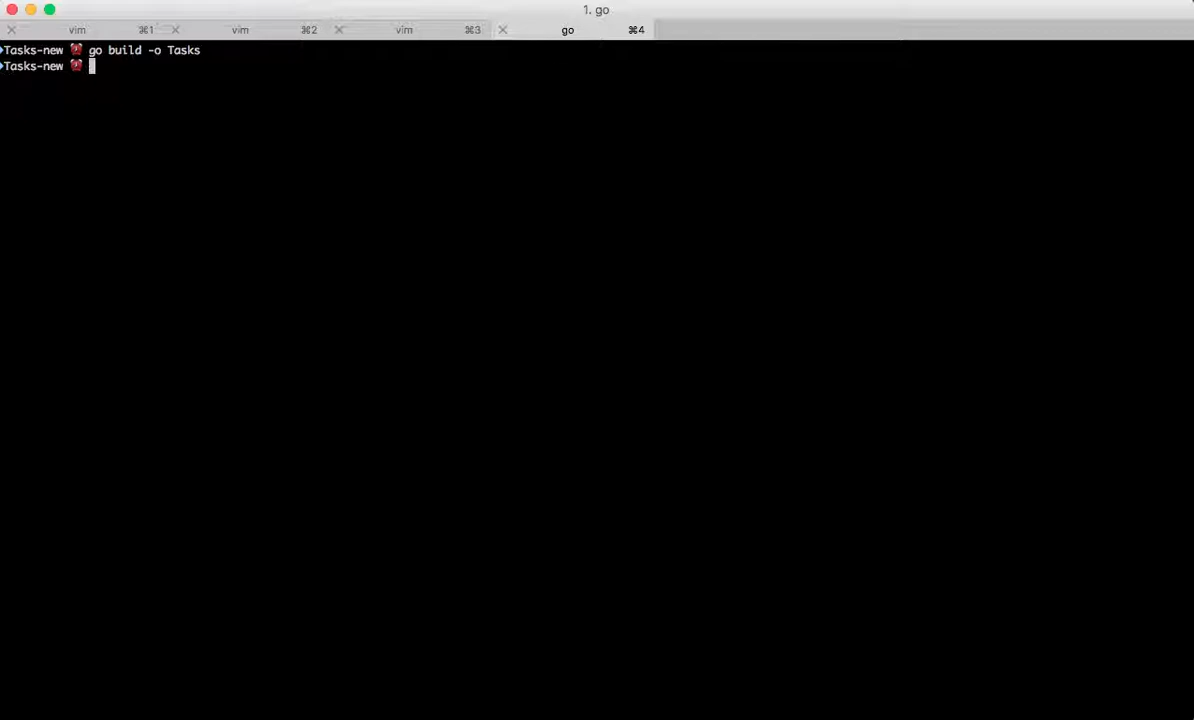 1. go
vim ⌘1 vim ⌘2 vim ⌘3 go ⌘4
Tasks-new ⏰ go build -o Tasks
Tasks-new ⏰